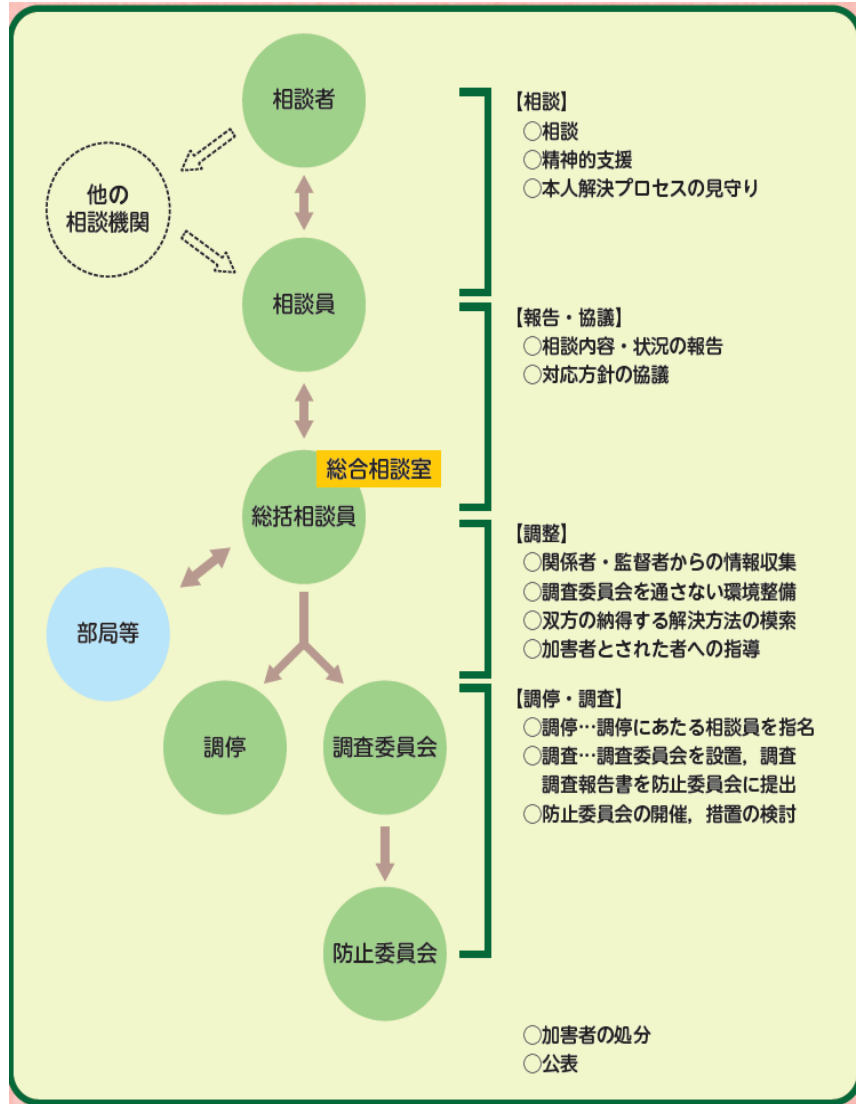 相談者
他の
相談機関
相談員
総合相談室
総括相談員
部局等
調停
調査委員会
防止委員会
【相談】
○相談
○精神的支援
○本人解決プロセスの見守り
【報告・協議】
○相談内容・状況の報告
○対応方針の協議
【調整】
○関係者・監督者からの情報収集
○調査委員会を通さない環境整備
○双方の納得する解決方法の模索
○加害者とされた者への指導
【調停・調査】
○調停…調停にあたる相談員を指名
○調査…調査委員会を設置，調査
調査報告書を防止委員会に提出
○防止委員会の開催，措置の検討
○加害者の処分
○公表